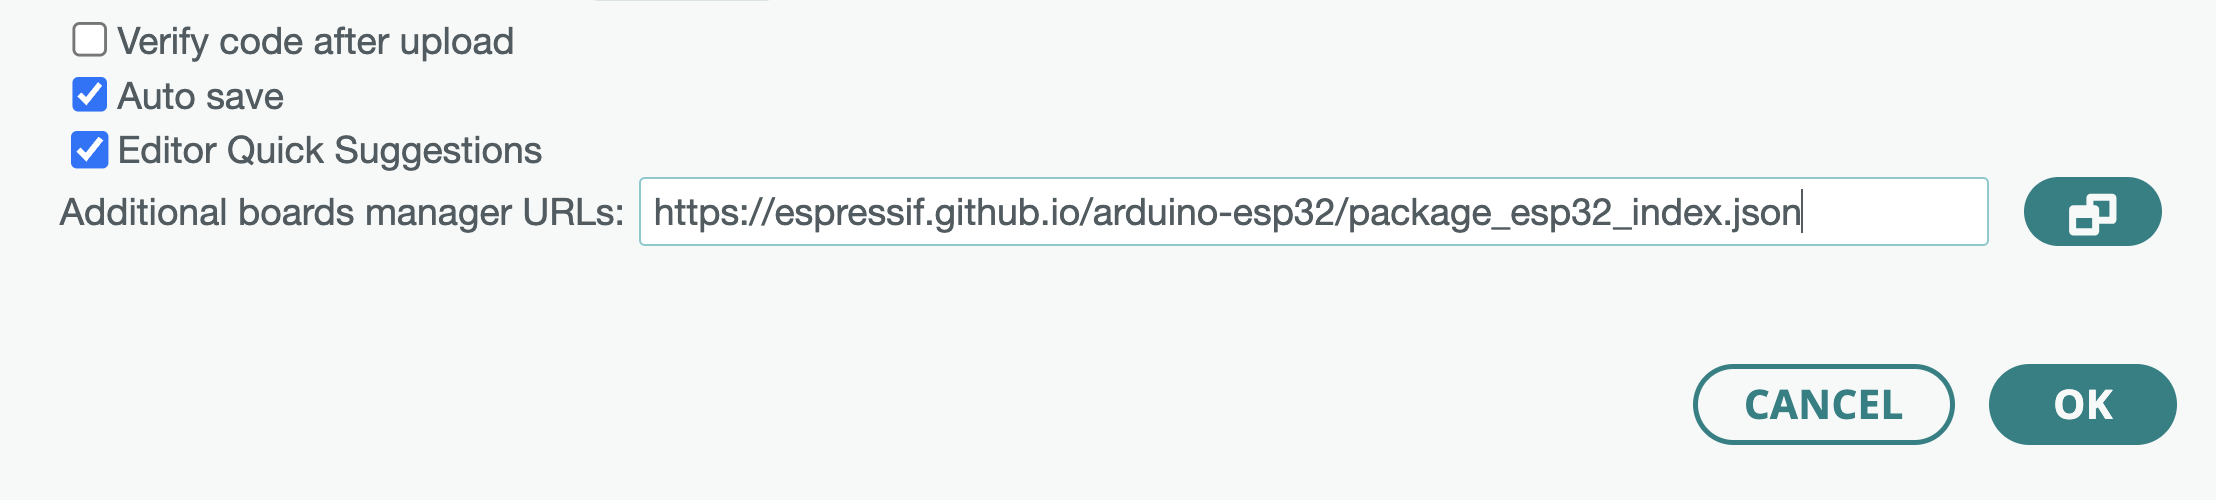 Verify code after upload
Auto save
Editor Quick Suggestions
Additional boards manager URLs: https://espressif.github.io/arduino-esp32/package_esp32_index.json
CANCEL OK